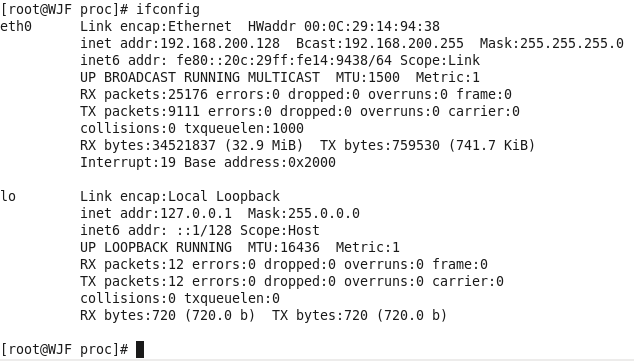 [root@WJF proc]# ifconfig
eth0      Link encap:Ethernet  HWaddr 00:0C:29:14:94:38
          inet addr:192.168.200.128  Bcast:192.168.200.255  Mask:255.255.255.0
          inet6 addr: fe80::20c:29ff:fe14:9438/64 Scope:Link
          UP BROADCAST RUNNING MULTICAST  MTU:1500  Metric:1
          RX packets:25176 errors:0 dropped:0 overruns:0 frame:0
          TX packets:9111 errors:0 dropped:0 overruns:0 carrier:0
          collisions:0 txqueuelen:1000
          RX bytes:34521837 (32.9 MiB)  TX bytes:759530 (741.7 KiB)
          Interrupt:19 Base address:0x2000

lo        Link encap:Local Loopback
          inet addr:127.0.0.1  Mask:255.0.0.0
          inet6 addr: ::1/128 Scope:Host
          UP LOOPBACK RUNNING  MTU:16436  Metric:1
          RX packets:12 errors:0 dropped:0 overruns:0 frame:0
          TX packets:12 errors:0 dropped:0 overruns:0 carrier:0
          collisions:0 txqueuelen:0
          RX bytes:720 (720.0 b)  TX bytes:720 (720.0 b)

[root@WJF proc]#